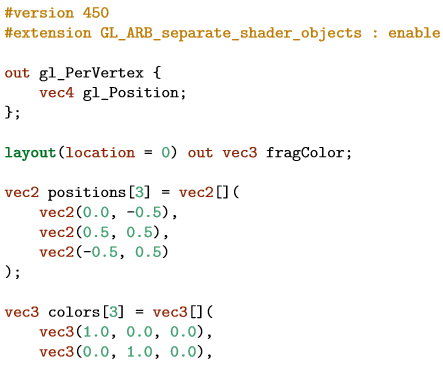 #version 450
#extension GL_ARB_separate_shader_objects : enable

out gl_PerVertex {
    vec4 gl_Position;
};

layout(location = 0) out vec3 fragColor;

vec2 positions[3] = vec2[](
    vec2(0.0, -0.5),
    vec2(0.5, 0.5),
    vec2(-0.5, 0.5)
);

vec3 colors[3] = vec3[](
    vec3(1.0, 0.0, 0.0),
    vec3(0.0, 1.0, 0.0),